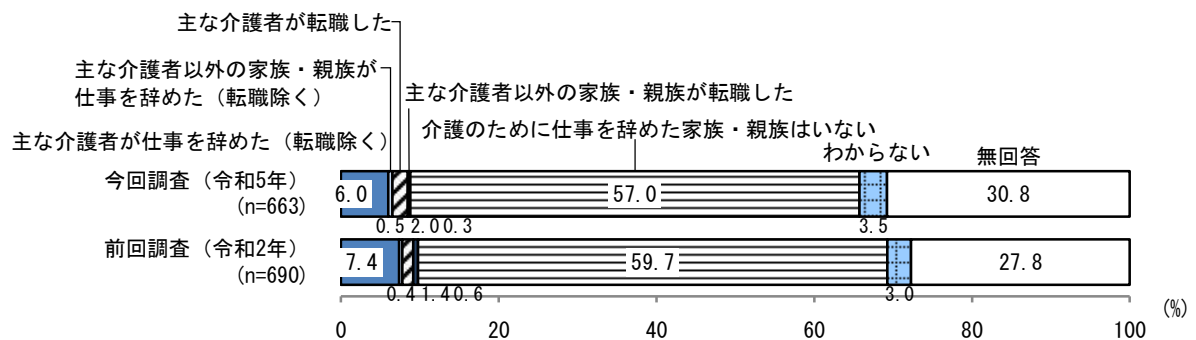 主な介護者が転職した
主な介護者以外の家族・親族が
仕事を辞めた（転職除く）
主な介護者以外の家族・親族が転職した
主な介護者が仕事を辞めた（転職除く）
介護のために仕事を辞めた家族・親族はいない
わからない
無回答
今回調査（令和5年）
(n=663)
6.0
57.0
30.8
0.5
2.0
0.3
3.5
前回調査（令和2年）
(n=690)
7.4
59.7
27.8
0.4
1.4
0.6
3.0
(%)
0
20
40
60
80
100